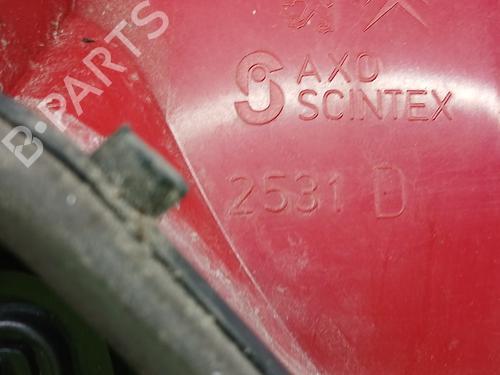 AXO
SCINTEX
2531 D
B-PARTS